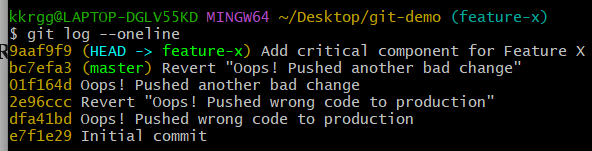 kkrgg@LAPTOP-DGLV55KD MINGW64 ~/Desktop/git-demo (feature-x)
$ git log --oneline
9aaf9f9 (HEAD -> feature-x) Add critical component for Feature X
bc7efa3 (master) Revert "Oops! Pushed another bad change"
01f164d Oops! Pushed another bad change
2e96ccc Revert "Oops! Pushed wrong code to production"
dfa41bd Oops! Pushed wrong code to production
e7f1e29 Initial commit